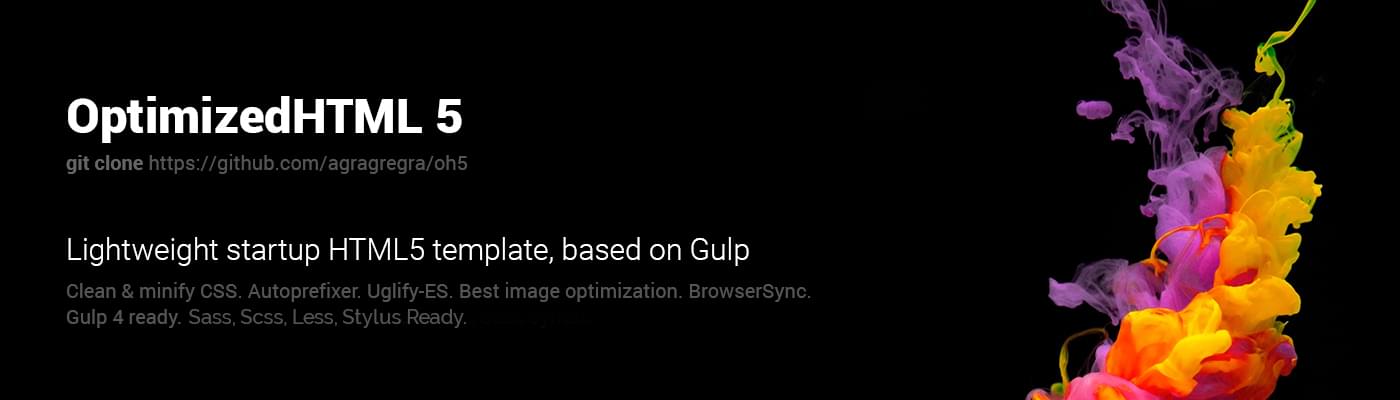 OptimizedHTML 5
git clone https://github.com/agragregra/oh5
Lightweight startup HTML5 template, based on Gulp
Clean & minify CSS. Autoprefixer. Uglify-ES. Best image optimization. BrowserSync.
Gulp 4 ready. Sass, Scss, Less, Stylus Ready.